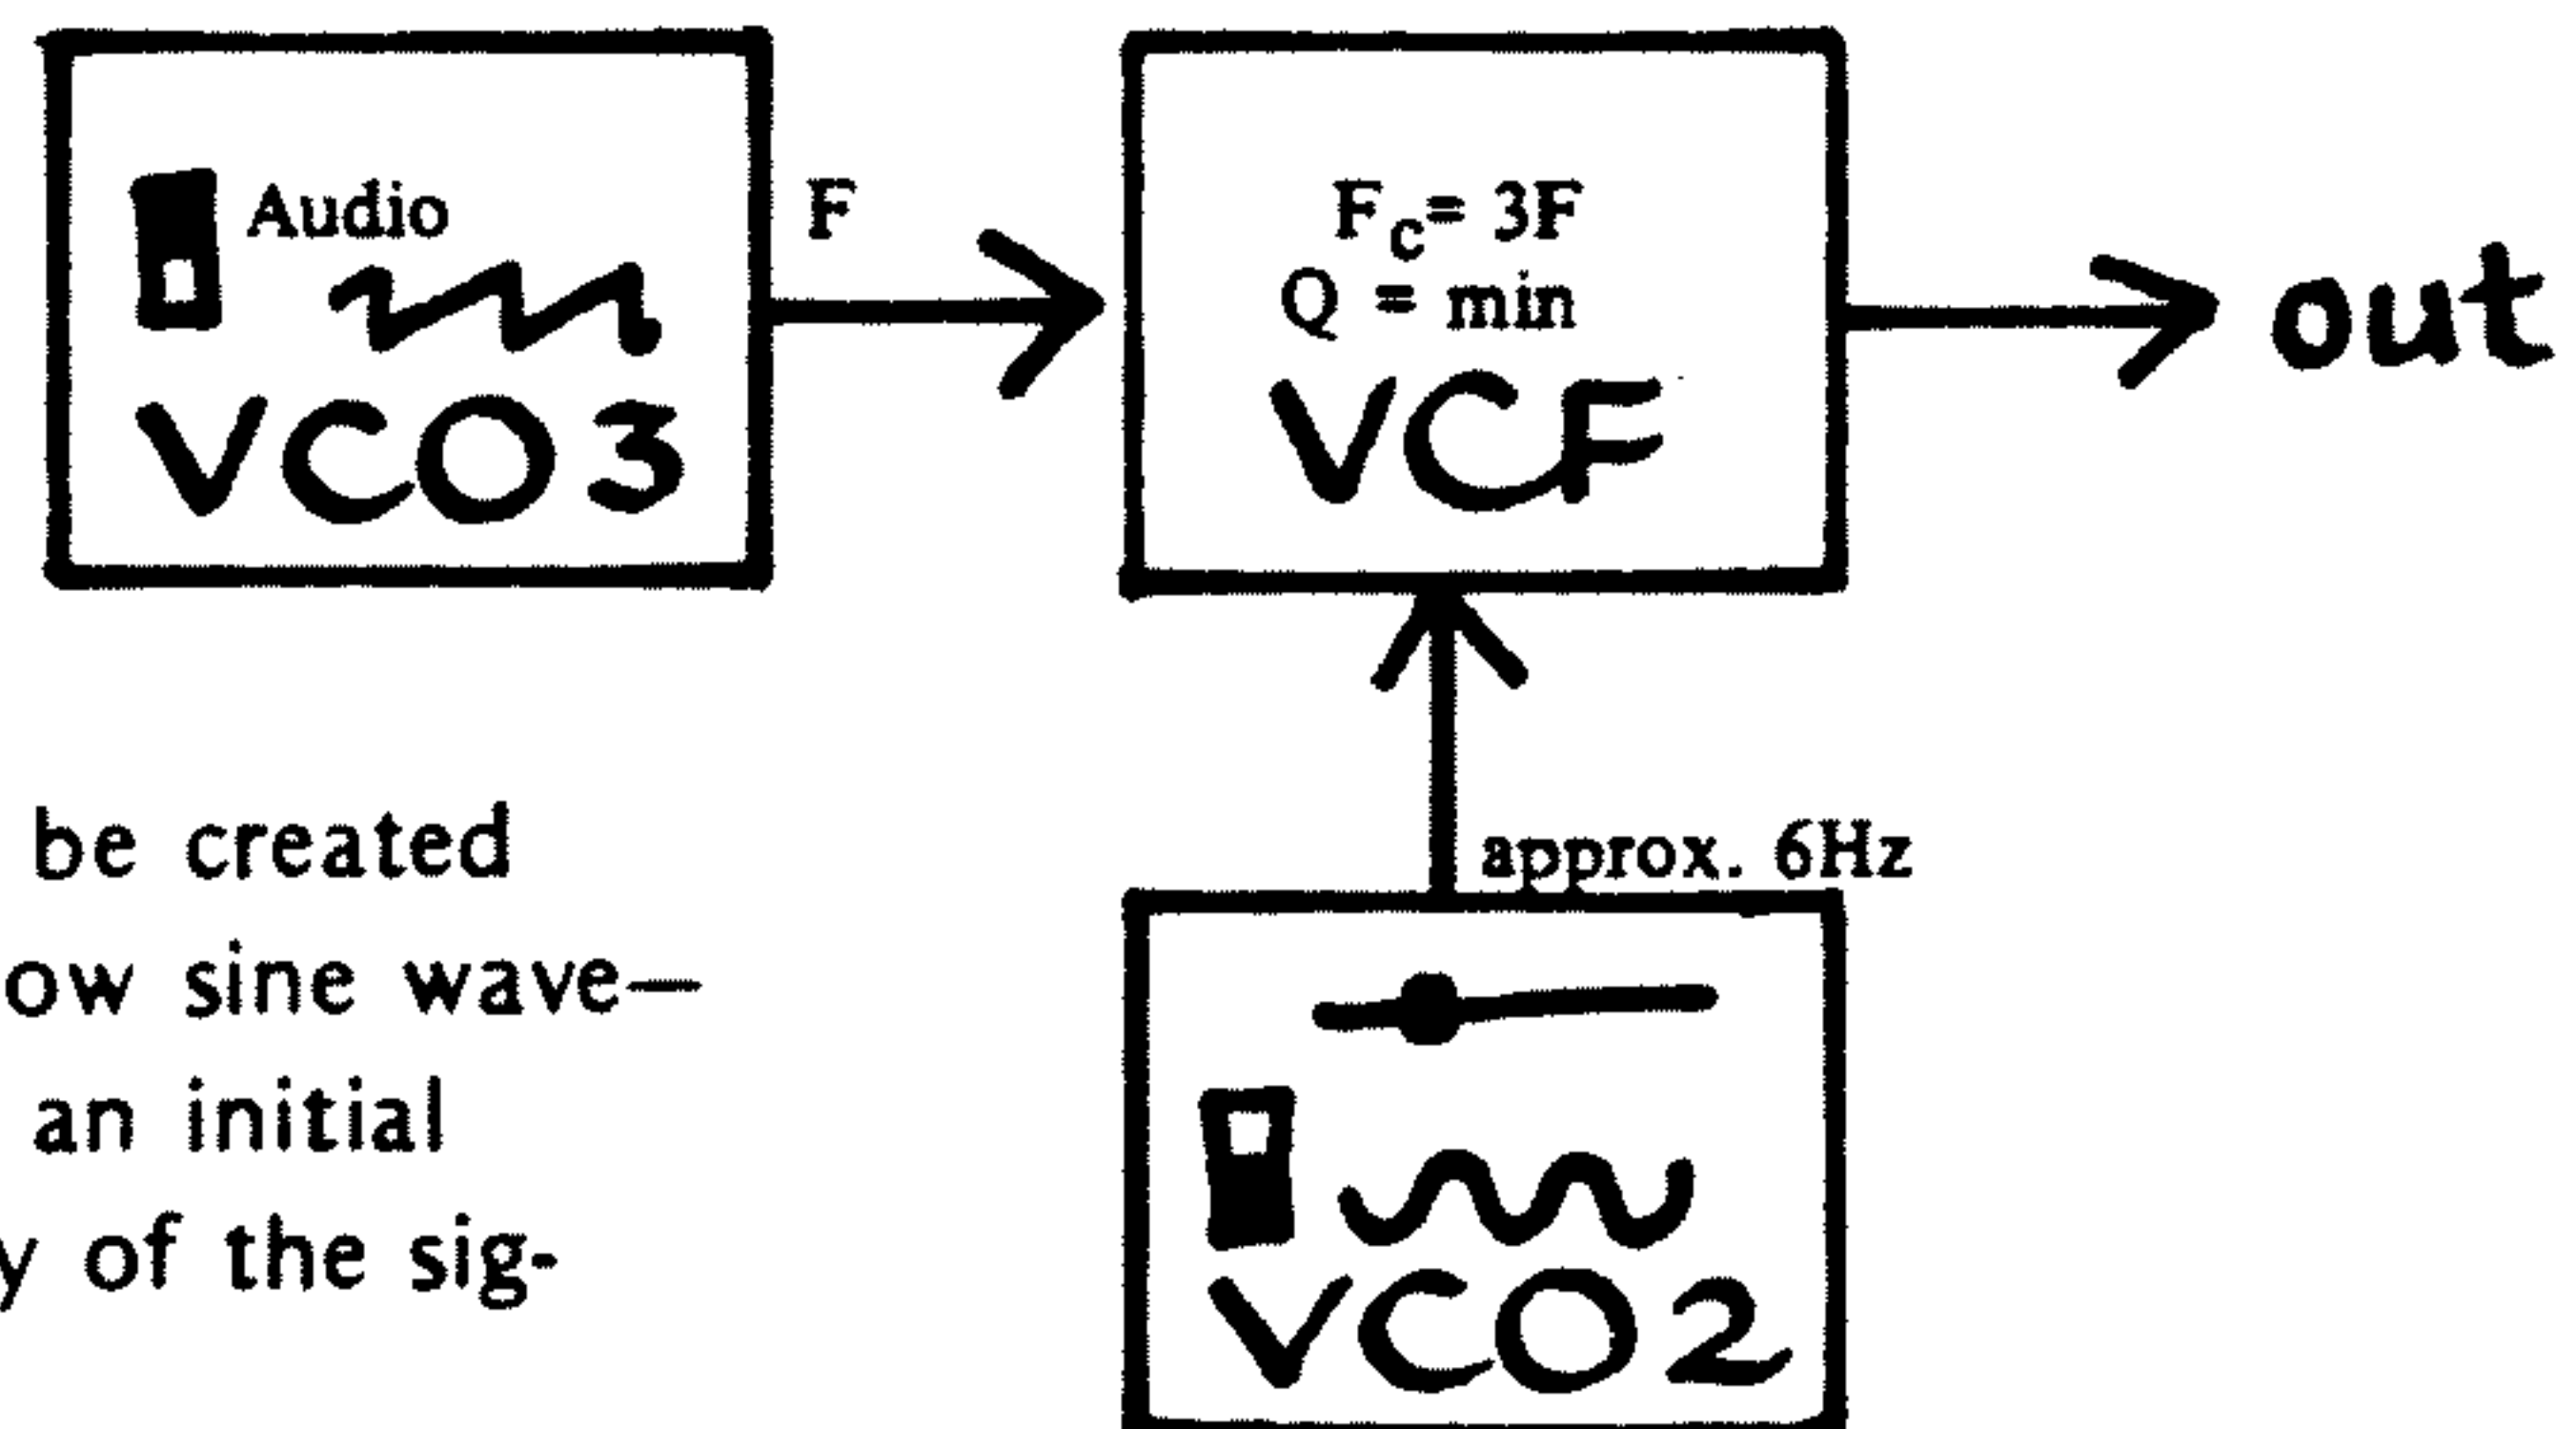 Audio
VCO3
F
F_c= 3F
Q = min
VCF
out
approx. 6Hz
VCO2
be created
ow sine wave—
an initial
y of the sig-